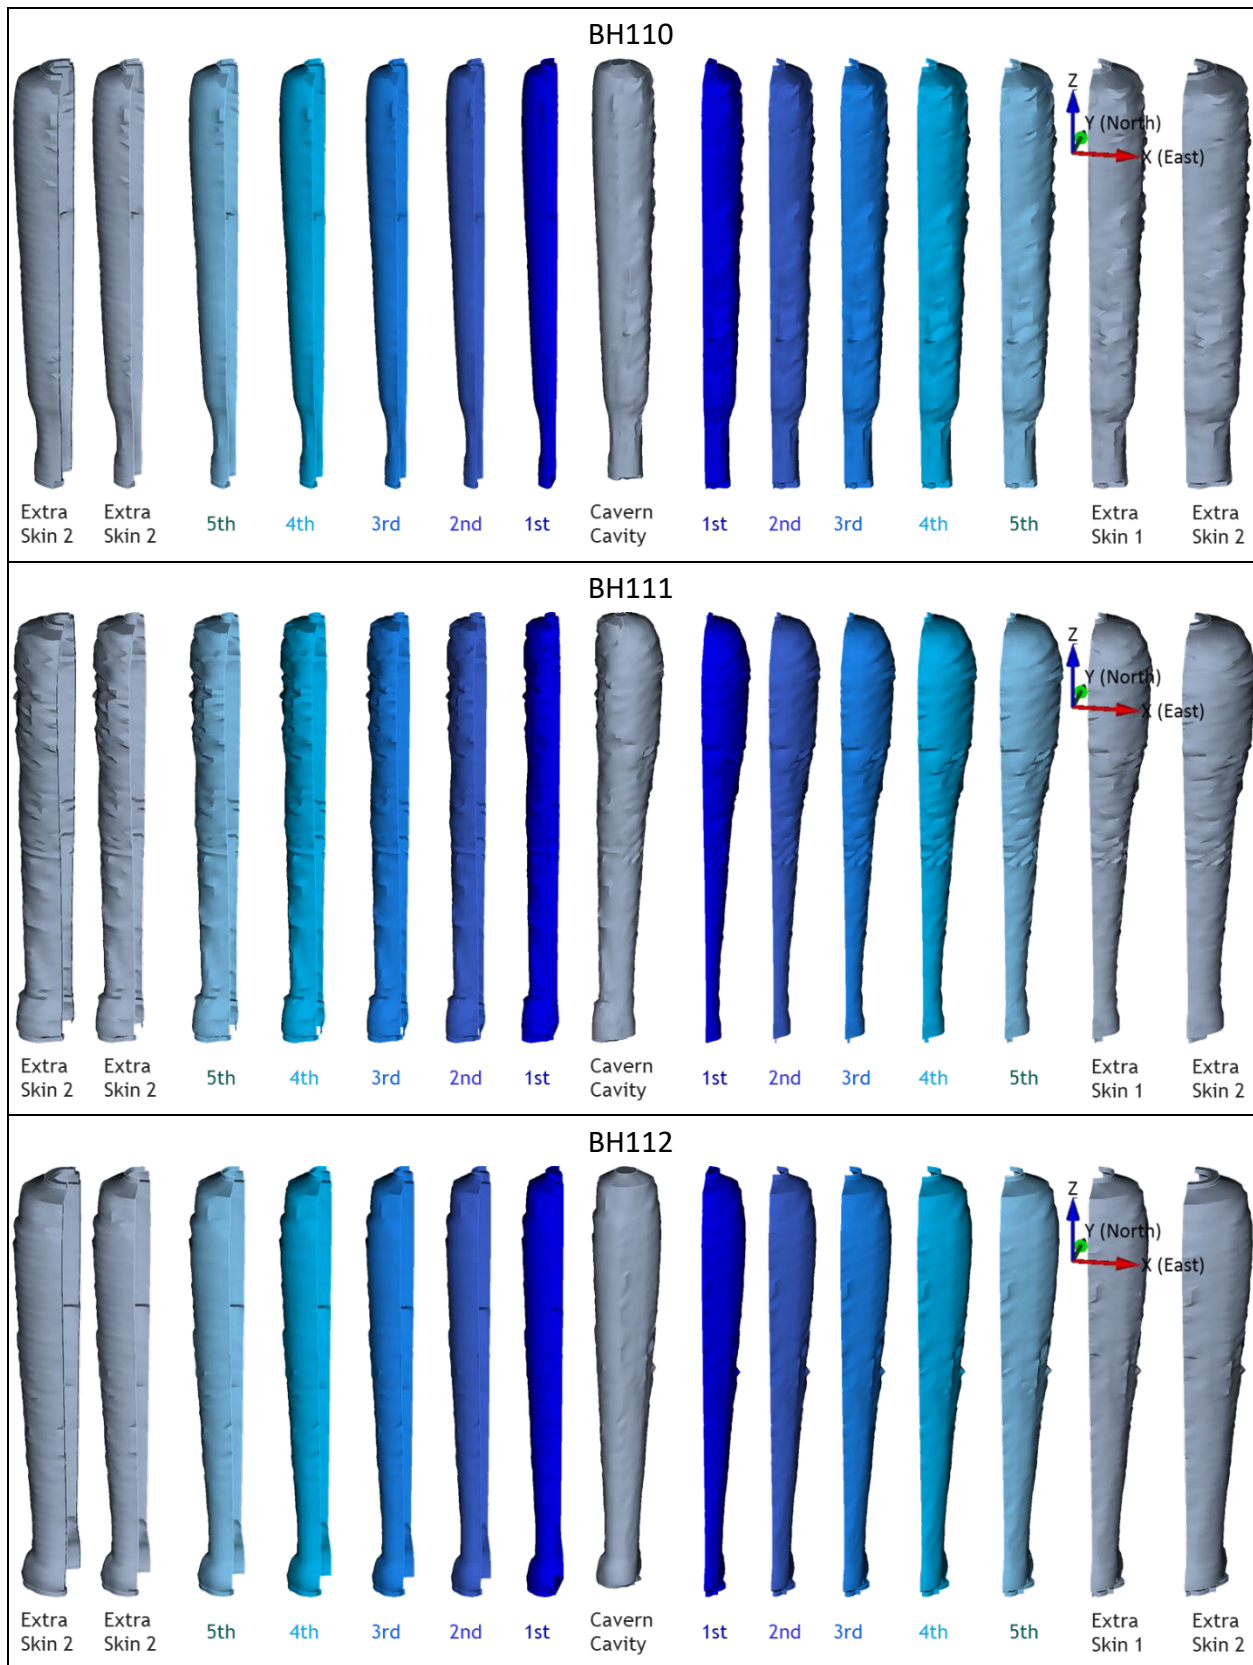 BH110
Z
Y (North)
X (East)
Extra Skin 2
Extra Skin 2
5th
4th
3rd
2nd
1st
Cavern Cavity
1st
2nd
3rd
4th
5th
Extra Skin 1
Extra Skin 2
BH111
Z
Y (North)
X (East)
Extra Skin 2
Extra Skin 2
5th
4th
3rd
2nd
1st
Cavern Cavity
1st
2nd
3rd
4th
5th
Extra Skin 1
Extra Skin 2
BH112
Z
Y (North)
X (East)
Extra Skin 2
Extra Skin 2
5th
4th
3rd
2nd
1st
Cavern Cavity
1st
2nd
3rd
4th
5th
Extra Skin 1
Extra Skin 2